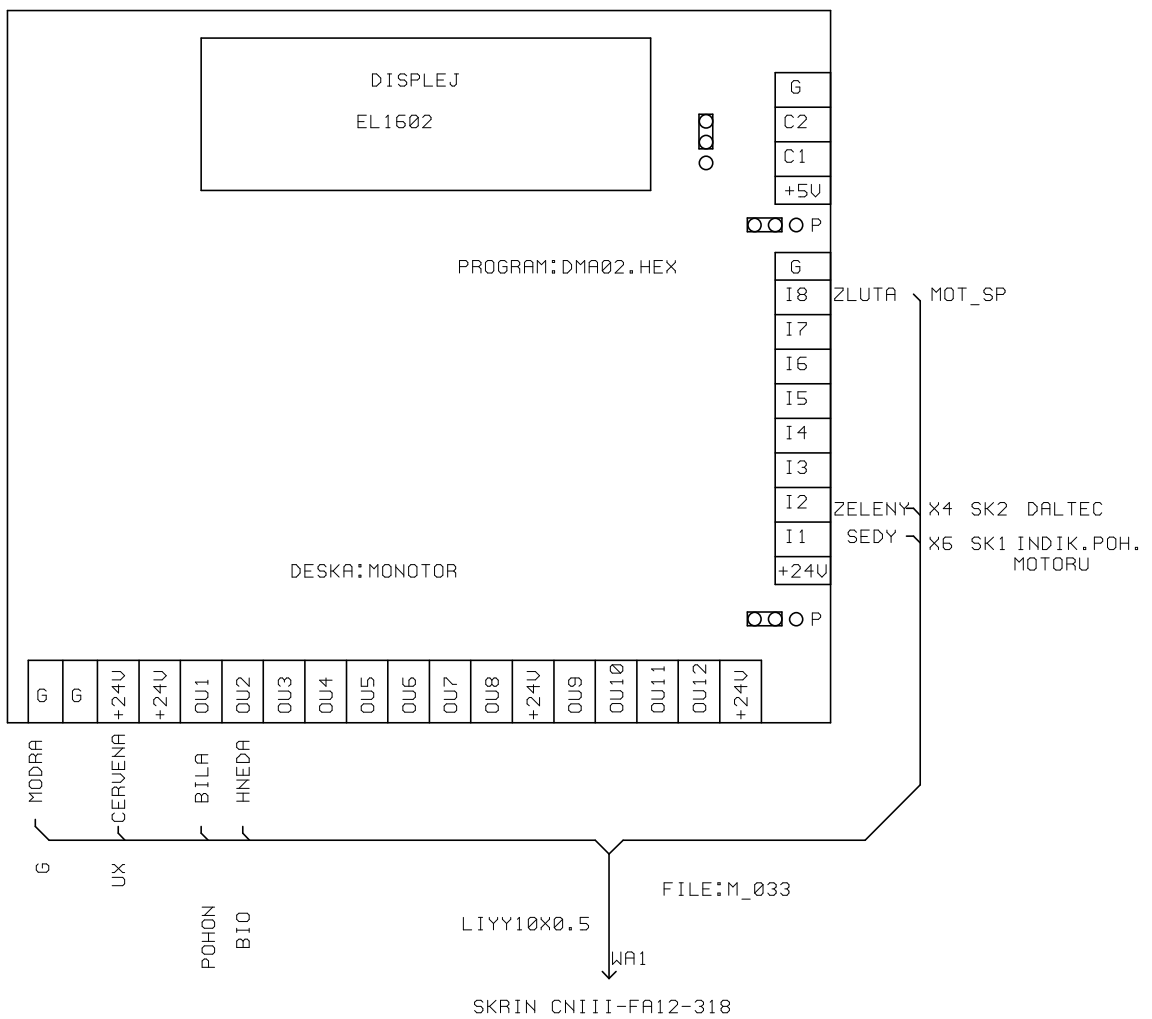 DISPLEJ
EL1602
G
C2
C1
+5V
P
PROGRAM:DMA02.HEX
G
I8 ZLUTA MOT_SP
I7
I6
I5
I4
I3
I2 ZELENY X4 SK2 DALTEC
I1 SEDY X6 SK1 INDIK.POH.
MOTORU
+24V
DESKA:MONOTOR
P
G G +24V +24V OU1 OU2 OU3 OU4 OU5 OU6 OU7 OU8 +24V OU9 OU10 OU11 OU12 +24V
MODRA CERVENA BILA HNEDA
G UX POHON BIO
FILE:M_033
LIYY10X0.5
WA1
SKRIN CNIII-FA12-318